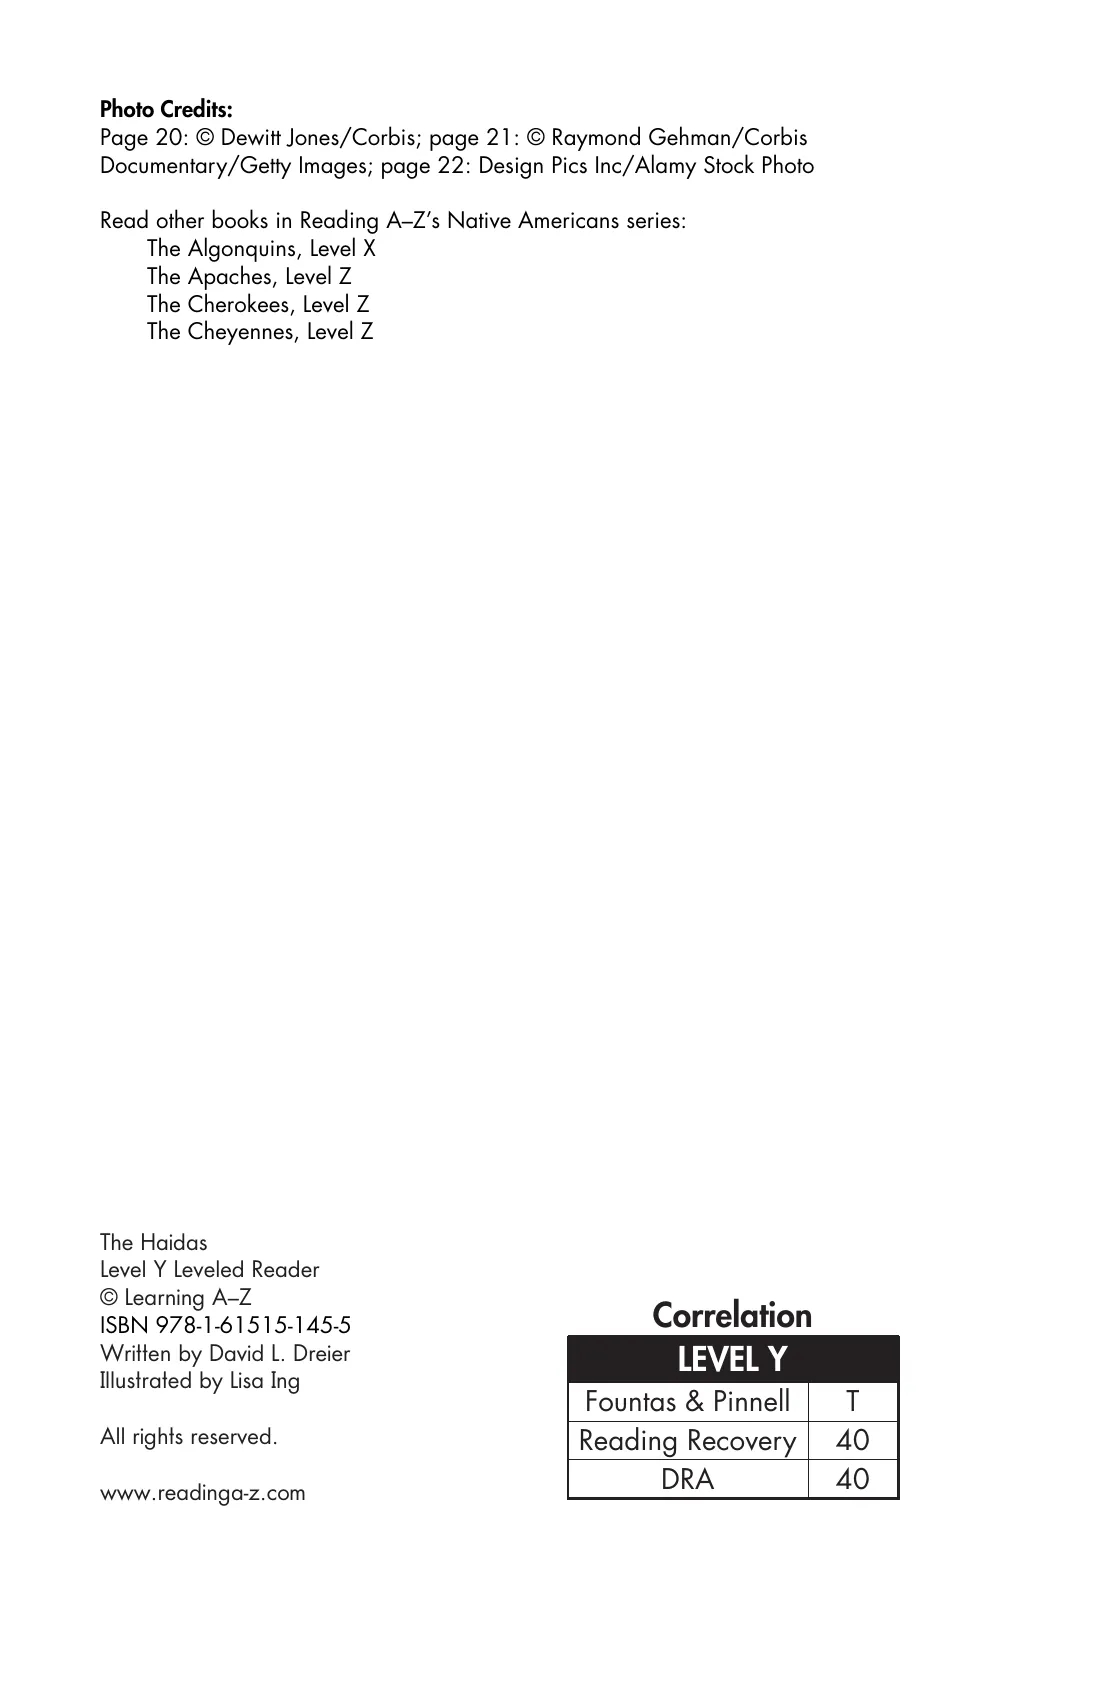 Photo Credits:
Page 20: © Dewitt Jones/Corbis; page 21: © Raymond Gehman/Corbis
Documentary/Getty Images; page 22: Design Pics Inc/Alamy Stock Photo
Read other books in Reading A–Z’s Native Americans series:
The Algonquins, Level X
The Apaches, Level Z
The Cherokees, Level Z
The Cheyennes, Level Z
The Haidas
Level Y Leveled Reader
© Learning A–Z
ISBN 978-1-61515-145-5
Written by David L. Dreier
Illustrated by Lisa Ing
All rights reserved.
www.readinga-z.com
Correlation
LEVEL Y
Fountas & Pinnell T
Reading Recovery 40
DRA 40